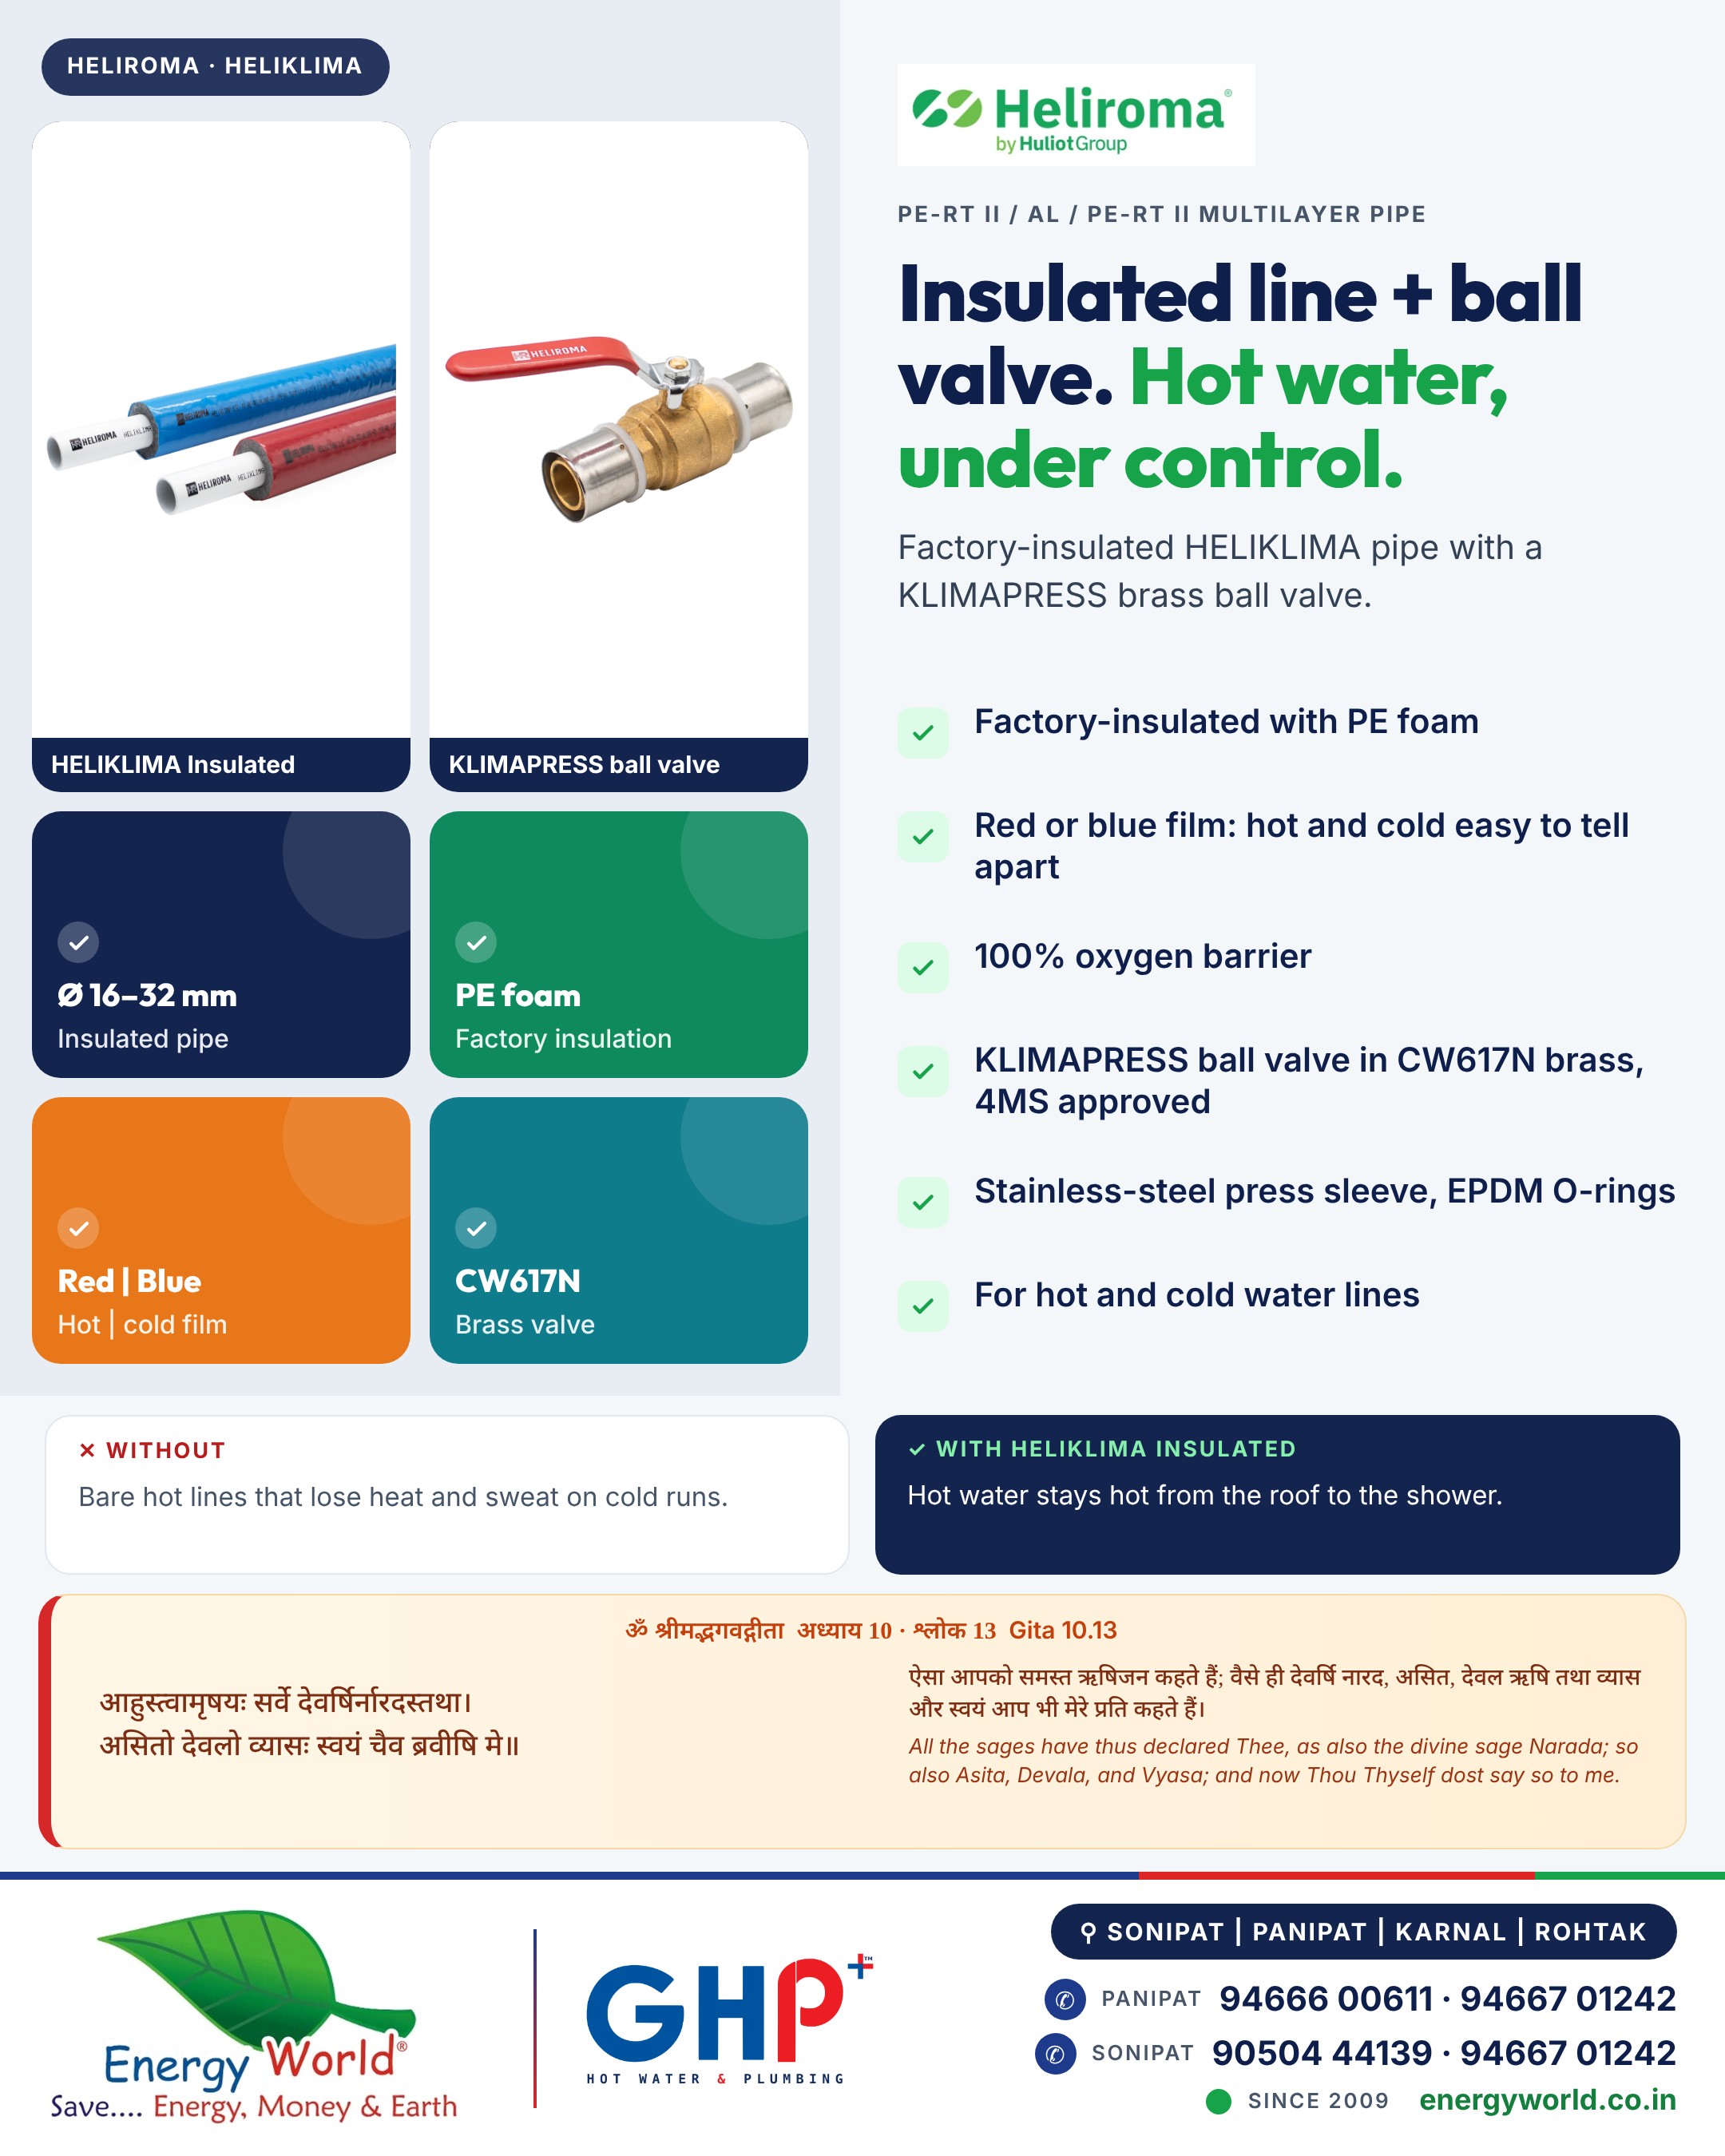 HELIROMA · HELIKLIMA
HELIROMA
HELIROMA
HELIROMA
HELIKLIMA Insulated
KLIMAPRESS ball valve
Ø 16–32 mm
Insulated pipe
PE foam
Factory insulation
Red | Blue
Hot | cold film
CW617N
Brass valve
Heliroma®
by Huliot Group
PE-RT II / AL / PE-RT II MULTILAYER PIPE
Insulated line + ball
valve. Hot water,
under control.
Factory-insulated HELIKLIMA pipe with a
KLIMAPRESS brass ball valve.
Factory-insulated with PE foam
Red or blue film: hot and cold easy to tell
apart
100% oxygen barrier
KLIMAPRESS ball valve in CW617N brass,
4MS approved
Stainless-steel press sleeve, EPDM O-rings
For hot and cold water lines
✕ WITHOUT
Bare hot lines that lose heat and sweat on cold runs.
✓ WITH HELIKLIMA INSULATED
Hot water stays hot from the roof to the shower.
ॐ श्रीमद्भगवद्गीता अध्याय 10 · श्लोक 13 Gita 10.13
आहुस्त्वामृषयः सर्वे देवर्षिर्नारदस्तथा।
असितो देवलो व्यासः स्वयं चैव ब्रवीषि मे॥
ऐसा आपको समस्त ऋषिजन कहते हैं; वैसे ही देवर्षि नारद, असित, देवल ऋषि तथा व्यास
और स्वयं आप भी मेरे प्रति कहते हैं।
All the sages have thus declared Thee, as also the divine sage Narada; so
also Asita, Devala, and Vyasa; and now Thou Thyself dost say so to me.
Energy World®
Save.... Energy, Money & Earth
GHP+™
HOT WATER & PLUMBING
SONIPAT | PANIPAT | KARNAL | ROHTAK
PANIPAT 94666 00611 · 94667 01242
SONIPAT 90504 44139 · 94667 01242
SINCE 2009 energyworld.co.in